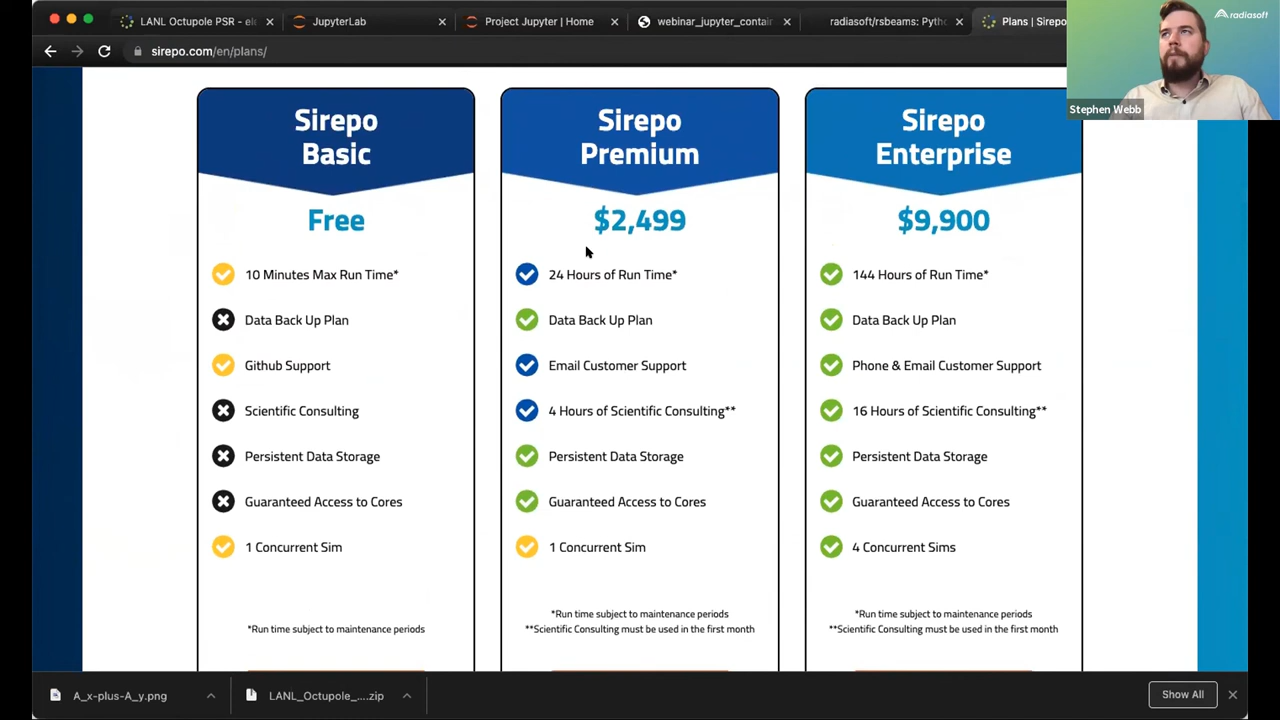 LANL Octupole PSR - ele
JupyterLab
Project Jupyter | Home
webinar_jupyter_contair
radiasoft/rsbeams: Pytho
Plans | Sirepo
sirepo.com/en/plans/
radiasoft
Stephen Webb
Sirepo
Basic
Free
10 Minutes Max Run Time*
Data Back Up Plan
Github Support
Scientific Consulting
Persistent Data Storage
Guaranteed Access to Cores
1 Concurrent Sim
*Run time subject to maintenance periods
Sirepo
Premium
$2,499
24 Hours of Run Time*
Data Back Up Plan
Email Customer Support
4 Hours of Scientific Consulting**
Persistent Data Storage
Guaranteed Access to Cores
1 Concurrent Sim
*Run time subject to maintenance periods
**Scientific Consulting must be used in the first month
Sirepo
Enterprise
$9,900
144 Hours of Run Time*
Data Back Up Plan
Phone & Email Customer Support
16 Hours of Scientific Consulting**
Persistent Data Storage
Guaranteed Access to Cores
4 Concurrent Sims
*Run time subject to maintenance periods
**Scientific Consulting must be used in the first month
A_x-plus-A_y.png
LANL_Octupole_....zip
Show All